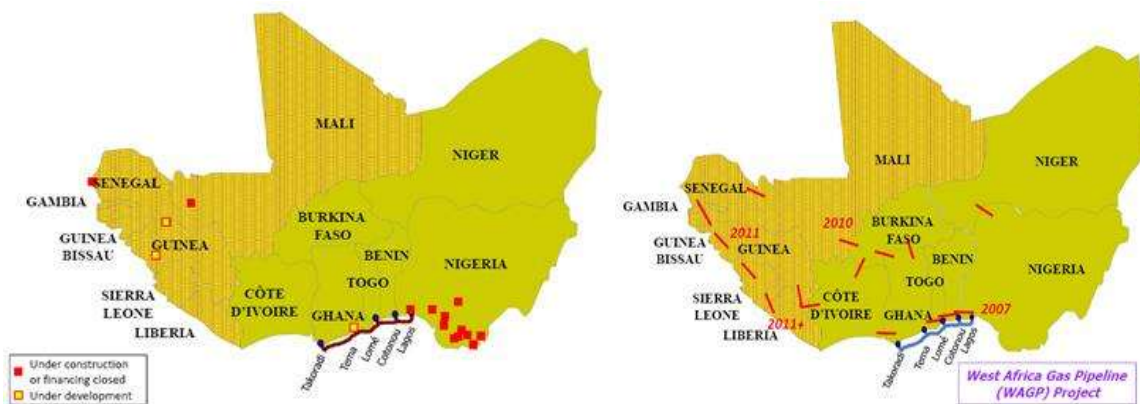 MALI
NIGER
SENEGAL
GAMBIA
BURKINA
FASO
GUINEA
BISSAU
GUINEA
BENIN
NIGERIA
TOGO
SIERRA
LEONE
CÔTE
D'IVOIRE
GHANA
LIBERIA
Takoradi
Tema
Lomé
Cotonou
Lagos
Under construction
or financing closed
Under development
MALI
NIGER
SENEGAL
GAMBIA
2011
2010
BURKINA
FASO
GUINEA
BISSAU
GUINEA
BENIN
NIGERIA
TOGO
SIERRA
LEONE
CÔTE
D'IVOIRE
GHANA
2007
LIBERIA
2011+
Takoradi
Tema
Lomé
Cotonou
Lagos
West Africa Gas Pipeline
(WAGP) Project